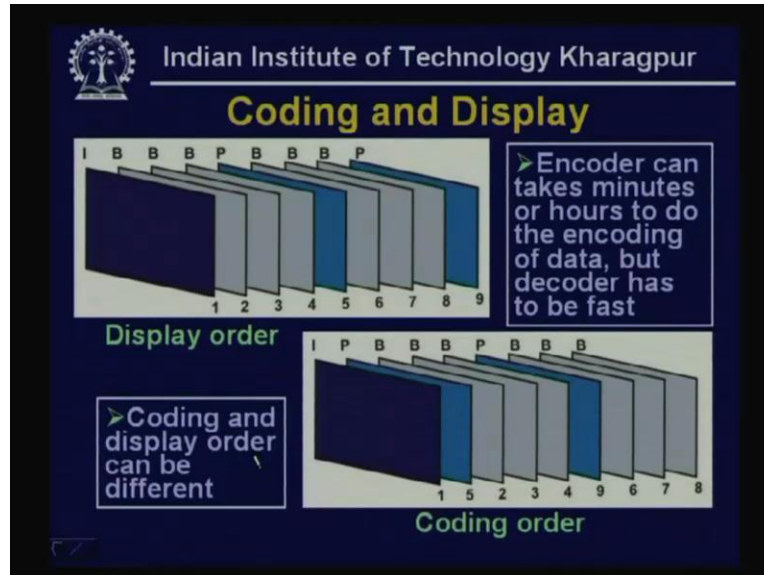 Indian Institute of Technology Kharagpur
Coding and Display
I B B B P B B B P
1 2 3 4 5 6 7 8 9
Display order
➢Encoder can
takes minutes
or hours to do
the encoding
of data, but
decoder has
to be fast
I P B B B P B B B
1 5 2 3 4 9 6 7 8
Coding order
➢Coding and
display order
can be
different